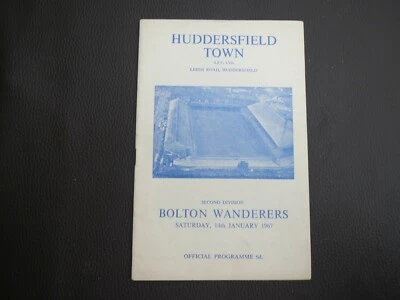 HUDDERSFIELD
TOWN
LEEDS ROAD, HUDDERSFIELD
SECOND DIVISION
BOLTON WANDERERS
SATURDAY, 14th JANUARY 1967
OFFICIAL PROGRAMME 6d.